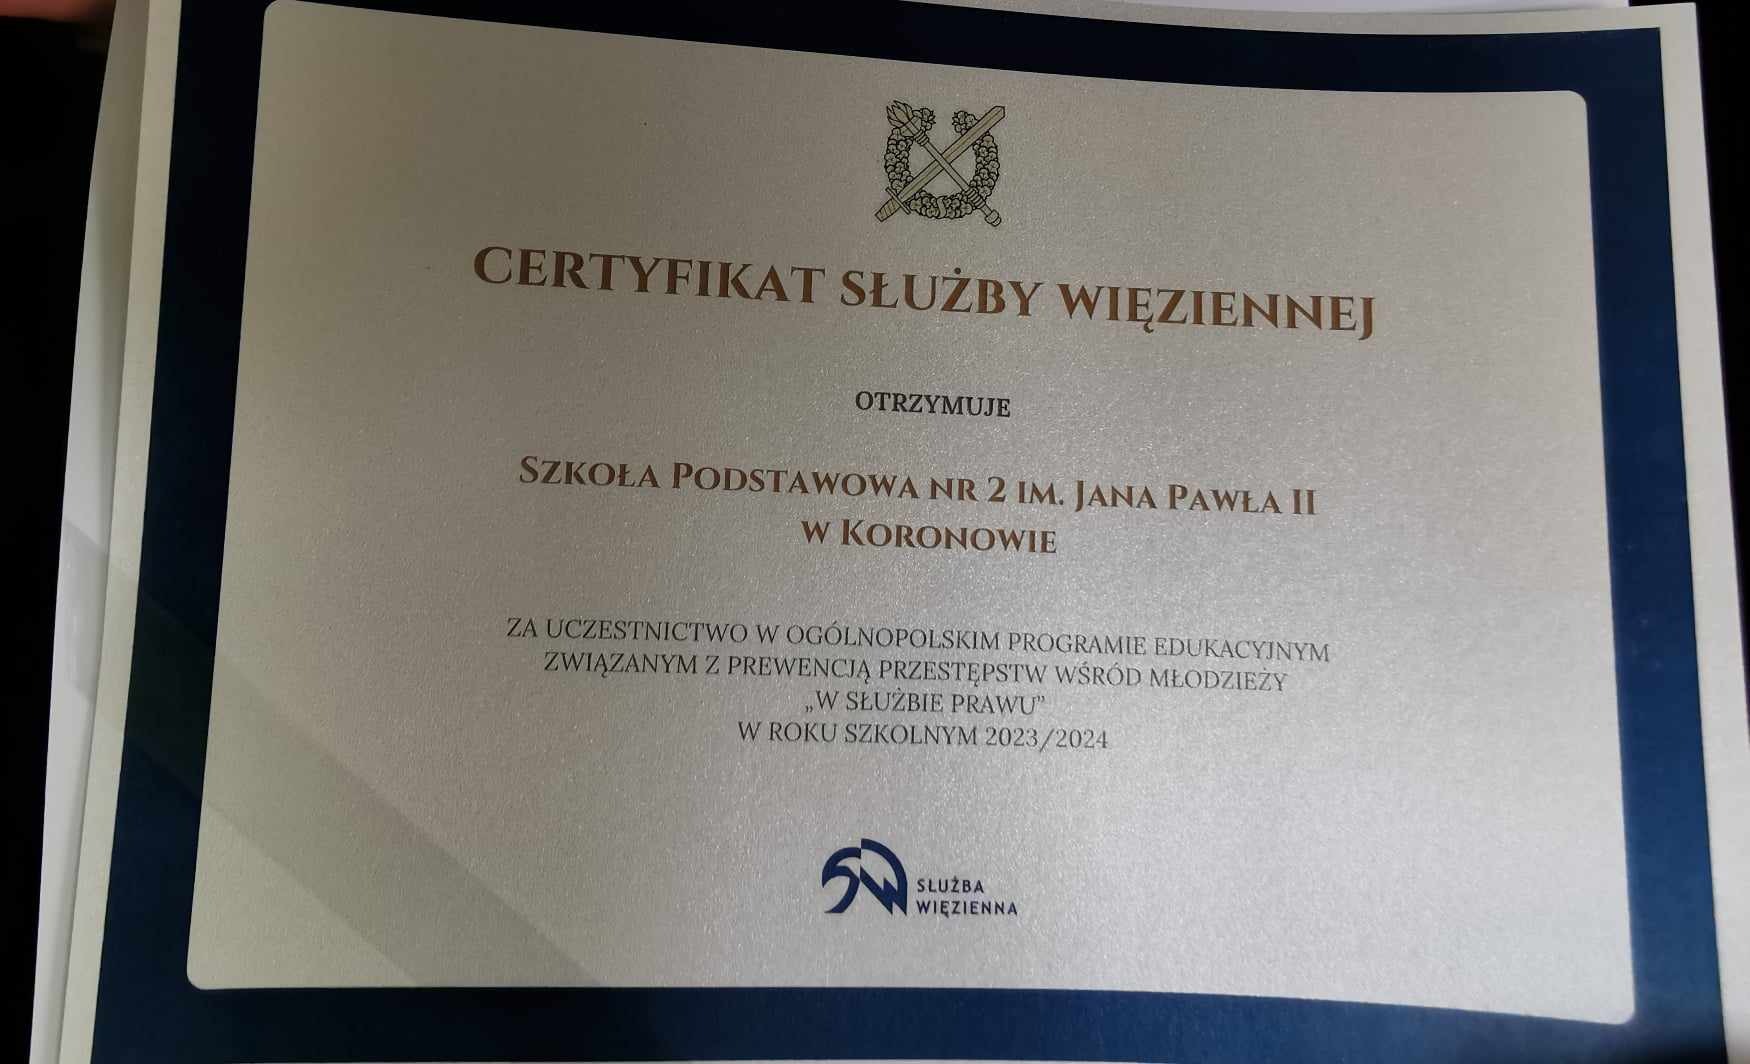 CERTYFIKAT SŁUŻBY WIĘZIENNEJ
OTRZYMUJE
SZKOŁA PODSTAWOWA NR 2 IM. JANA PAWŁA II
W KORONOWIE
ZA UCZESTNICTWO W OGÓLNOPOLSKIM PROGRAMIE EDUKACYJNYM
ZWIĄZANYM Z PREWENCJĄ PRZESTĘPSTW WŚRÓD MŁODZIEŻY
„W SŁUŻBIE PRAWU”
W ROKU SZKOLNYM 2023/2024
SŁUŻBA
WIĘZIENNA